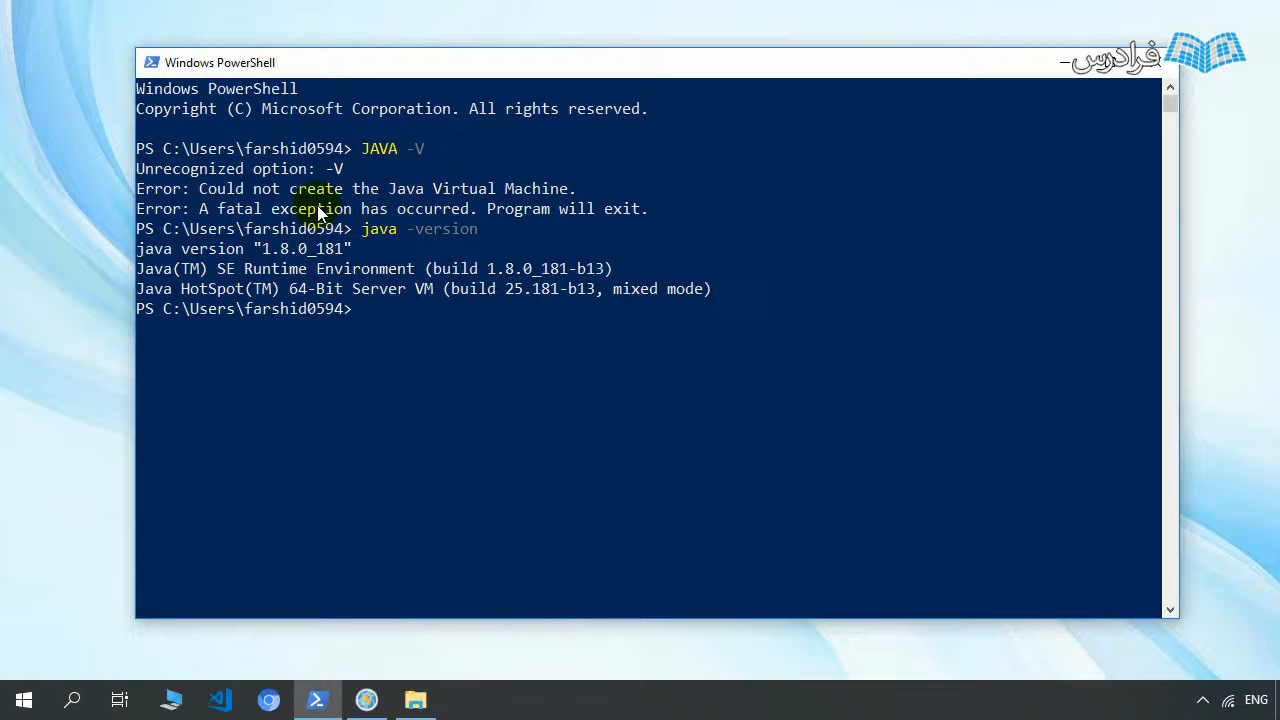 فرادرس
Windows PowerShell
Windows PowerShell
Copyright (C) Microsoft Corporation. All rights reserved.
PS C:\Users\farshid0594> JAVA -V
Unrecognized option: -V
Error: Could not create the Java Virtual Machine.
Error: A fatal exception has occurred. Program will exit.
PS C:\Users\farshid0594> java -version
java version "1.8.0_181"
Java(TM) SE Runtime Environment (build 1.8.0_181-b13)
Java HotSpot(TM) 64-Bit Server VM (build 25.181-b13, mixed mode)
PS C:\Users\farshid0594>
ENG